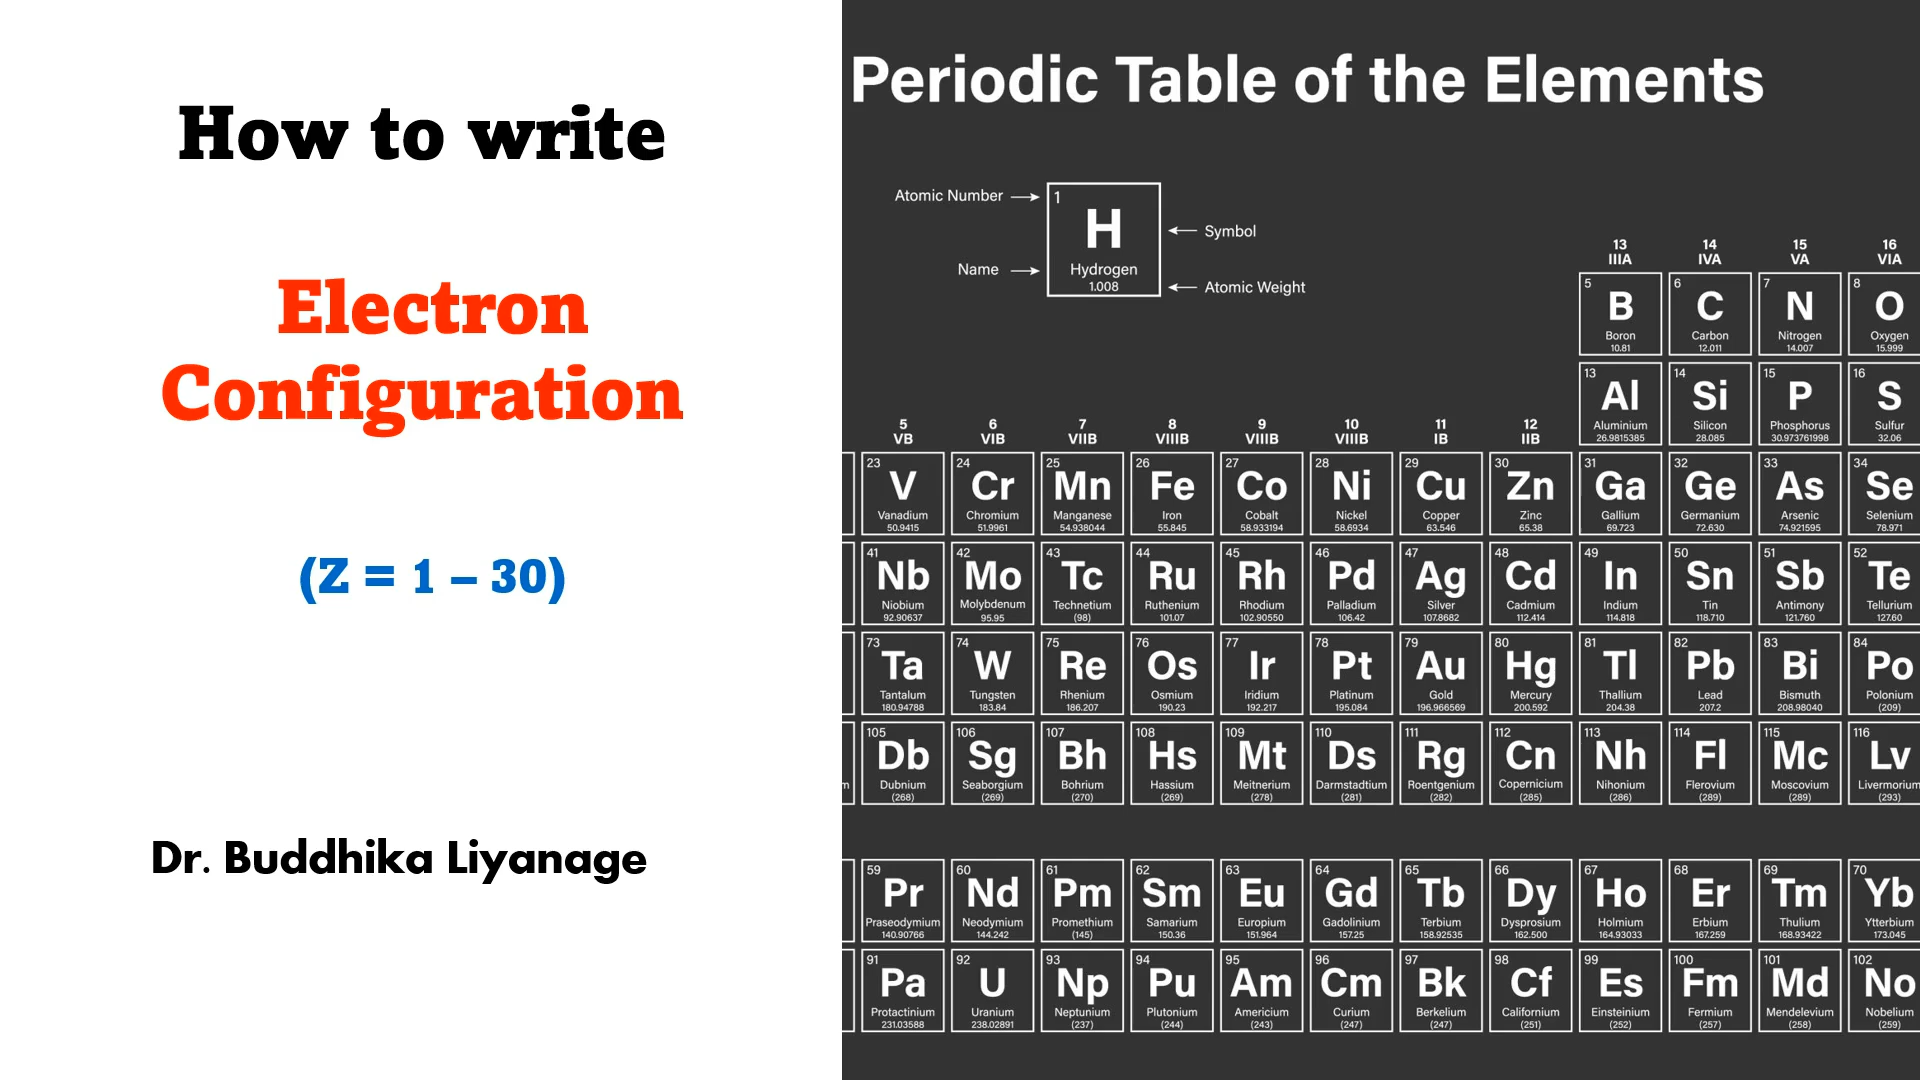 How to write
Electron
Configuration
(Z = 1 – 30)
Dr. Buddhika Liyanage
Periodic Table of the Elements
Atomic Number
Name
1
H
Hydrogen
1.008
Symbol
Atomic Weight
13 14 15 16
IIIA IVA VA VIA
5 6 7 8
B C N O
Boron Carbon Nitrogen Oxygen
10.81 12.011 14.007 15.999
13 14 15 16
Al Si P S
Aluminium Silicon Phosphorus Sulfur
26.9815385 28.085 30.973761998 32.06
5 6 7 8 9 10 11 12
VB VIB VIIB VIIIB VIIIB VIIIB IB IIB
23 24 25 26 27 28 29 30 31 32 33 34
V Cr Mn Fe Co Ni Cu Zn Ga Ge As Se
Vanadium Chromium Manganese Iron Cobalt Nickel Copper Zinc Gallium Germanium Arsenic Selenium
50.9415 51.9961 54.938044 55.845 58.933194 58.6934 63.546 65.38 69.723 72.630 74.921595 78.971
41 42 43 44 45 46 47 48 49 50 51 52
Nb Mo Tc Ru Rh Pd Ag Cd In Sn Sb Te
Niobium Molybdenum Technetium Ruthenium Rhodium Palladium Silver Cadmium Indium Tin Antimony Tellurium
92.90637 95.95 (98) 101.07 102.90550 106.42 107.8682 112.414 114.818 118.710 121.760 127.60
73 74 75 76 77 78 79 80 81 82 83 84
Ta W Re Os Ir Pt Au Hg Tl Pb Bi Po
Tantalum Tungsten Rhenium Osmium Iridium Platinum Gold Mercury Thallium Lead Bismuth Polonium
180.94788 183.84 186.207 190.23 192.217 195.084 196.966569 200.592 204.38 207.2 208.98040 (209)
105 106 107 108 109 110 111 112 113 114 115 116
Db Sg Bh Hs Mt Ds Rg Cn Nh Fl Mc Lv
m Dubnium Seaborgium Bohrium Hassium Meitnerium Darmstadtium Roentgenium Copernicium Nihonium Flerovium Moscovium Livermorium
(268) (269) (270) (269) (278) (281) (282) (285) (286) (289) (289) (293)
59 60 61 62 63 64 65 66 67 68 69 70
Pr Nd Pm Sm Eu Gd Tb Dy Ho Er Tm Yb
Praseodymium Neodymium Promethium Samarium Europium Gadolinium Terbium Dysprosium Holmium Erbium Thulium Ytterbium
140.90766 144.242 (145) 150.36 151.964 157.25 158.92535 162.500 164.93033 167.259 168.93422 173.045
91 92 93 94 95 96 97 98 99 100 101 102
Pa U Np Pu Am Cm Bk Cf Es Fm Md No
Protactinium Uranium Neptunium Plutonium Americium Curium Berkelium Californium Einsteinium Fermium Mendelevium Nobelium
231.03588 238.02891 (237) (244) (243) (247) (247) (251) (252) (257) (258) (259)